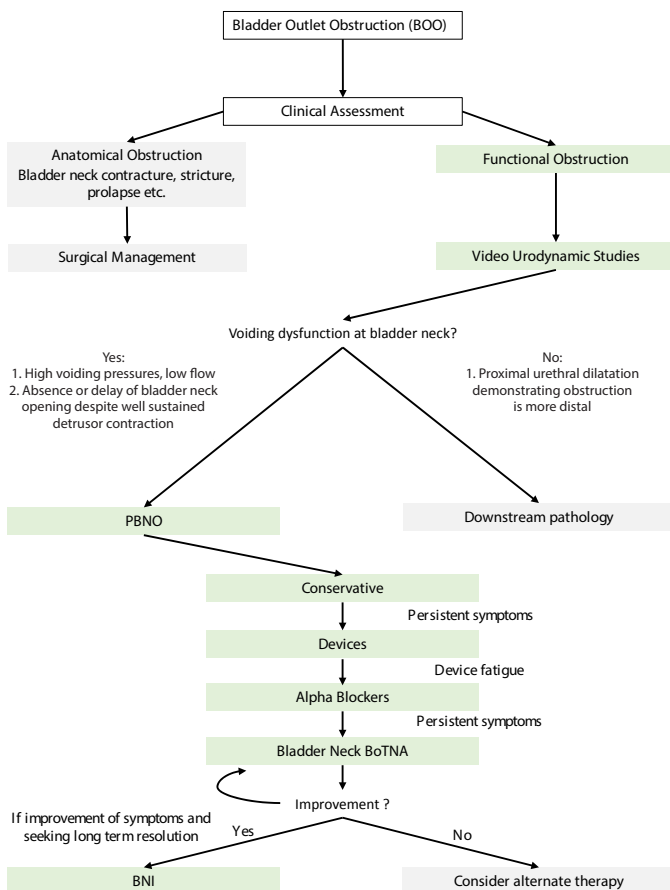 Bladder Outlet Obstruction (BOO)
Clinical Assessment
Anatomical Obstruction
Bladder neck contracture, stricture,
prolapse etc.
Functional Obstruction
Surgical Management
Video Urodynamic Studies
Voiding dysfunction at bladder neck?
Yes:
1. High voiding pressures, low flow
2. Absence or delay of bladder neck
opening despite well sustained
detrusor contraction
No:
1. Proximal urethral dilatation
demonstrating obstruction
is more distal
PBNO
Downstream pathology
Conservative
Persistent symptoms
Devices
Device fatigue
Alpha Blockers
Persistent symptoms
Bladder Neck BoTNA
Improvement ?
If improvement of symptoms and
seeking long term resolution
Yes
No
BNI
Consider alternate therapy